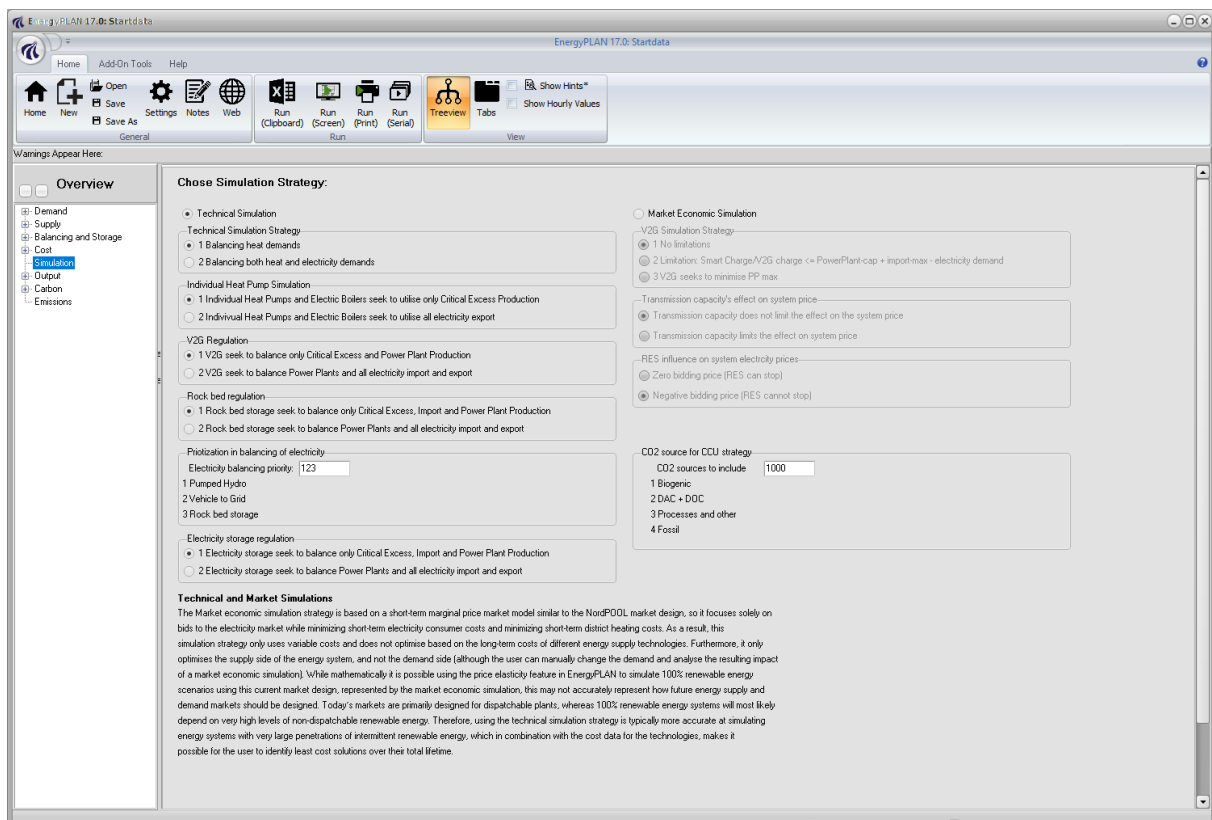 EnergyPLAN 17.0: Startdata
EnergyPLAN 17.0: Startdata
Home Add-On Tools Help
Home
New
Open
Save
Save As
Settings
Notes
Web
General
Run (Clipboard)
Run (Screen)
Run (Print)
Run (Serial)
Run
Treeview
Tabs
Show Hints*
Show Hourly Values
View
Warnings Appear Here:
Overview
Demand
Supply
Balancing and Storage
Cost
Simulation
Output
Carbon
Emissions
Chose Simulation Strategy:
Technical Simulation
Technical Simulation Strategy
1 Balancing heat demands
2 Balancing both heat and electricity demands
Individual Heat Pump Simulation
1 Individual Heat Pumps and Electric Boilers seek to utilise only Critical Excess Production
2 Indivivual Heat Pumps and Electric Boilers seek to utilise all electricity export
V2G Regulation
1 V2G seek to balance only Critical Excess and Power Plant Production
2 V2G seek to balance Power Plants and all electricity import and export
Rock bed regulation
1 Rock bed storage seek to balance only Critical Excess, Import and Power Plant Production
2 Rock bed storage seek to balance Power Plants and all electricity import and export
Priotization in balancing of electricity
Electricity balancing priority: 123
1 Pumped Hydro
2 Vehicle to Grid
3 Rock bed storage
Electricity storage regulation
1 Electricity storage seek to balance only Critical Excess, Import and Power Plant Production
2 Electricity storage seek to balance Power Plants and all electricity import and export
Market Economic Simulation
V2G Simulation Strategy
1 No limitations
2 Limitation: Smart Charge/V2G charge <= PowerPlant-cap + import-max - electricity demand
3 V2G seeks to minimise PP max
Transmission capacity's effect on system price
Transmission capacity does not limit the effect on the system price
Transmission capacity limits the effect on system price
RES influence on system electrcity prices
Zero bidding price (RES can stop)
Negative bidding price (RES cannot stop)
CO2 source for CCU strategy
CO2 sources to include 1000
1 Biogenic
2 DAC + DOC
3 Processes and other
4 Fossil
Technical and Market Simulations
The Market economic simulation strategy is based on a short-term marginal price market model similar to the NordPOOL market design, so it focuses solely on
bids to the electricity market while minimizing short-term electricity consumer costs and minimizing short-term district heating costs. As a result, this
simulation strategy only uses variable costs and does not optimise based on the long-term costs of different energy supply technologies. Furthermore, it only
optimises the supply side of the energy system, and not the demand side (although the user can manually change the demand and analyse the resulting impact
of a market economic simulation). While mathematically it is possible using the price elasticity feature in EnergyPLAN to simulate 100% renewable energy
scenarios using this current market design, represented by the market economic simulation, this may not accurately represent how future energy supply and
demand markets should be designed. Today's markets are primarily designed for dispatchable plants, whereas 100% renewable energy systems will most likely
depend on very high levels of non-dispatchable renewable energy. Therefore, using the technical simulation strategy is typically more accurate at simulating
energy systems with very large penetrations of intermittent renewable energy, which in combination with the cost data for the technologies, makes it
possible for the user to identify least cost solutions over their total lifetime.